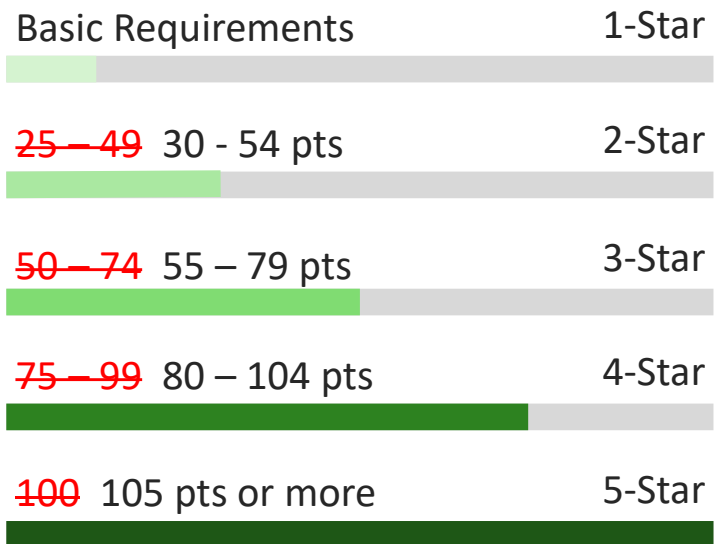 Basic Requirements 1-Star
25 – 49 30 - 54 pts 2-Star
50 – 74 55 – 79 pts 3-Star
75 – 99 80 – 104 pts 4-Star
100 105 pts or more 5-Star